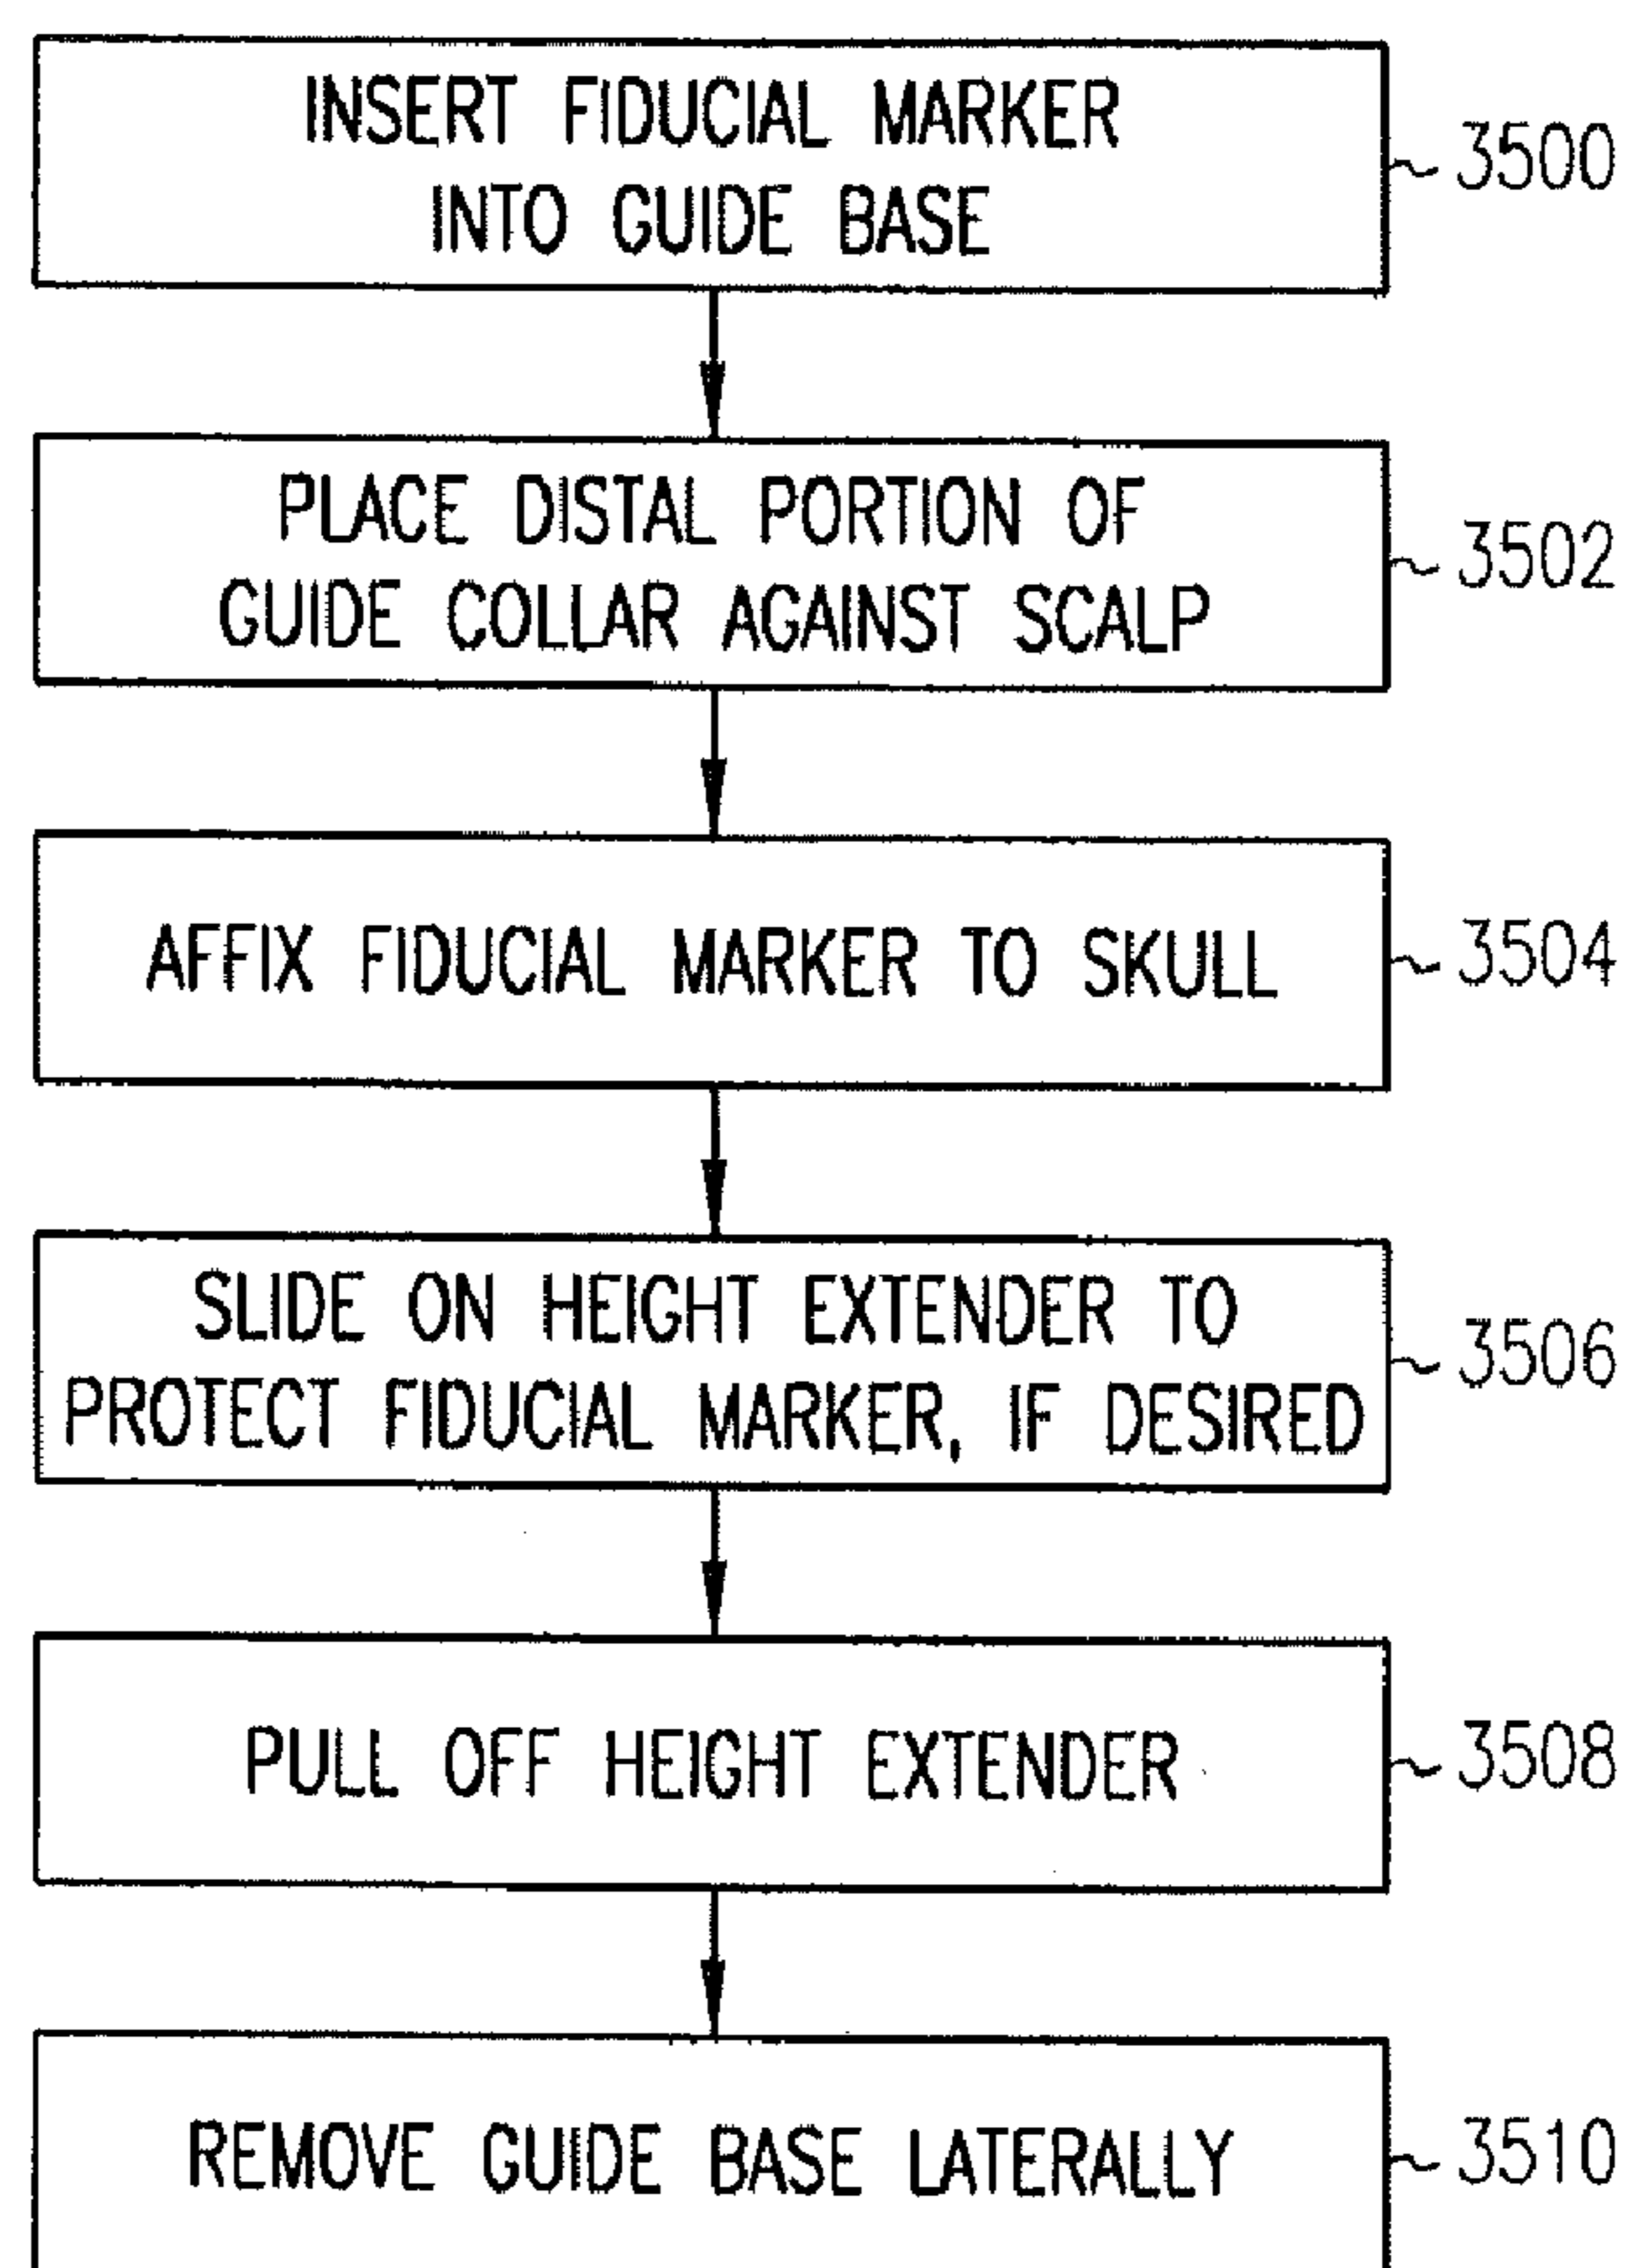 INSERT FIDUCIAL MARKER
INTO GUIDE BASE
3500
PLACE DISTAL PORTION OF
GUIDE COLLAR AGAINST SCALP
3502
AFFIX FIDUCIAL MARKER TO SKULL
3504
SLIDE ON HEIGHT EXTENDER TO
PROTECT FIDUCIAL MARKER, IF DESIRED
3506
PULL OFF HEIGHT EXTENDER
3508
REMOVE GUIDE BASE LATERALLY
3510